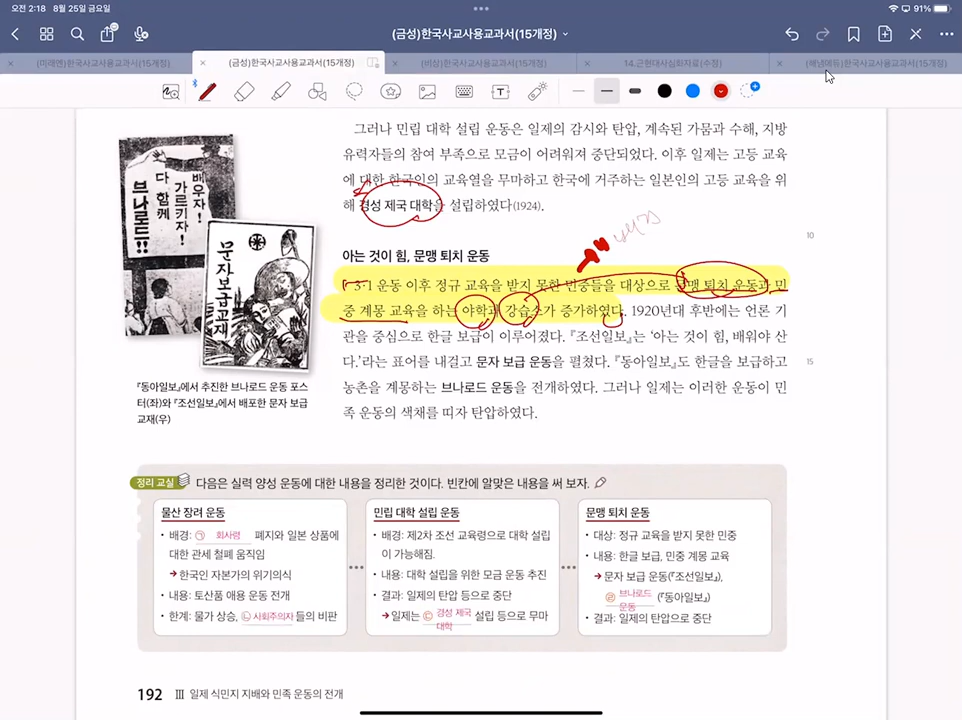 오전 2:18 8월 25일 금요일
91%
(금성)한국사교사용교과서(15개정)
(미래엔)한국사교사용교과서(15개정)
(금성)한국사교사용교과서(15개정)
(비상)한국사교사용교과서(15개정)
14.근현대사심화자료(수정)
(해냄에듀)한국사교사용교과서(15개정)
그러나 민립 대학 설립 운동은 일제의 감시와 탄압, 계속된 가뭄과 수해, 지방
유력자들의 참여 부족으로 모금이 어려워져 중단되었다. 이후 일제는 고등 교육
에 대한 한국인의 교육열을 무마하고 한국에 거주하는 일본인의 고등 교육을 위
해 경성 제국 대학을 설립하였다(1924).
10
배우자!
가르키자!
다 함께
브나로드!!
문자보급교재
『동아일보』에서 추진한 브나로드 운동 포스
터(좌)와 『조선일보』에서 배포한 문자 보급
교재(우)
아는 것이 힘, 문맹 퇴치 운동
3·1 운동 이후 정규 교육을 받지 못한 민중들을 대상으로 문맹 퇴치 운동과 민
중 계몽 교육을 하는 야학과 강습소가 증가하였다. 1920년대 후반에는 언론 기
관을 중심으로 한글 보급이 이루어졌다. 『조선일보』는 ‘아는 것이 힘, 배워야 산
다.’라는 표어를 내걸고 문자 보급 운동을 펼쳤다. 『동아일보』도 한글을 보급하고
15
농촌을 계몽하는 브나로드 운동을 전개하였다. 그러나 일제는 이러한 운동이 민
족 운동의 색채를 띠자 탄압하였다.
정리 교실 다음은 실력 양성 운동에 대한 내용을 정리한 것이다. 빈칸에 알맞은 내용을 써 보자.
물산 장려 운동
• 배경: ㉠ 회사령 폐지와 일본 상품에
대한 관세 철폐 움직임
→ 한국인 자본가의 위기의식
• 내용: 토산품 애용 운동 전개
• 한계: 물가 상승, ㉡ 사회주의자 들의 비판
민립 대학 설립 운동
• 배경: 제2차 조선 교육령으로 대학 설립
이 가능해짐.
• 내용: 대학 설립을 위한 모금 운동 추진
• 결과: 일제의 탄압 등으로 중단
→ 일제는 ㉢ 경성 제국 대학 설립 등으로 무마
문맹 퇴치 운동
• 대상: 정규 교육을 받지 못한 민중
• 내용: 한글 보급, 민중 계몽 교육
→ 문자 보급 운동(『조선일보』),
㉣ 브나로드 운동 (『동아일보』)
• 결과: 일제의 탄압으로 중단
192 Ⅲ 일제 식민지 지배와 민족 운동의 전개